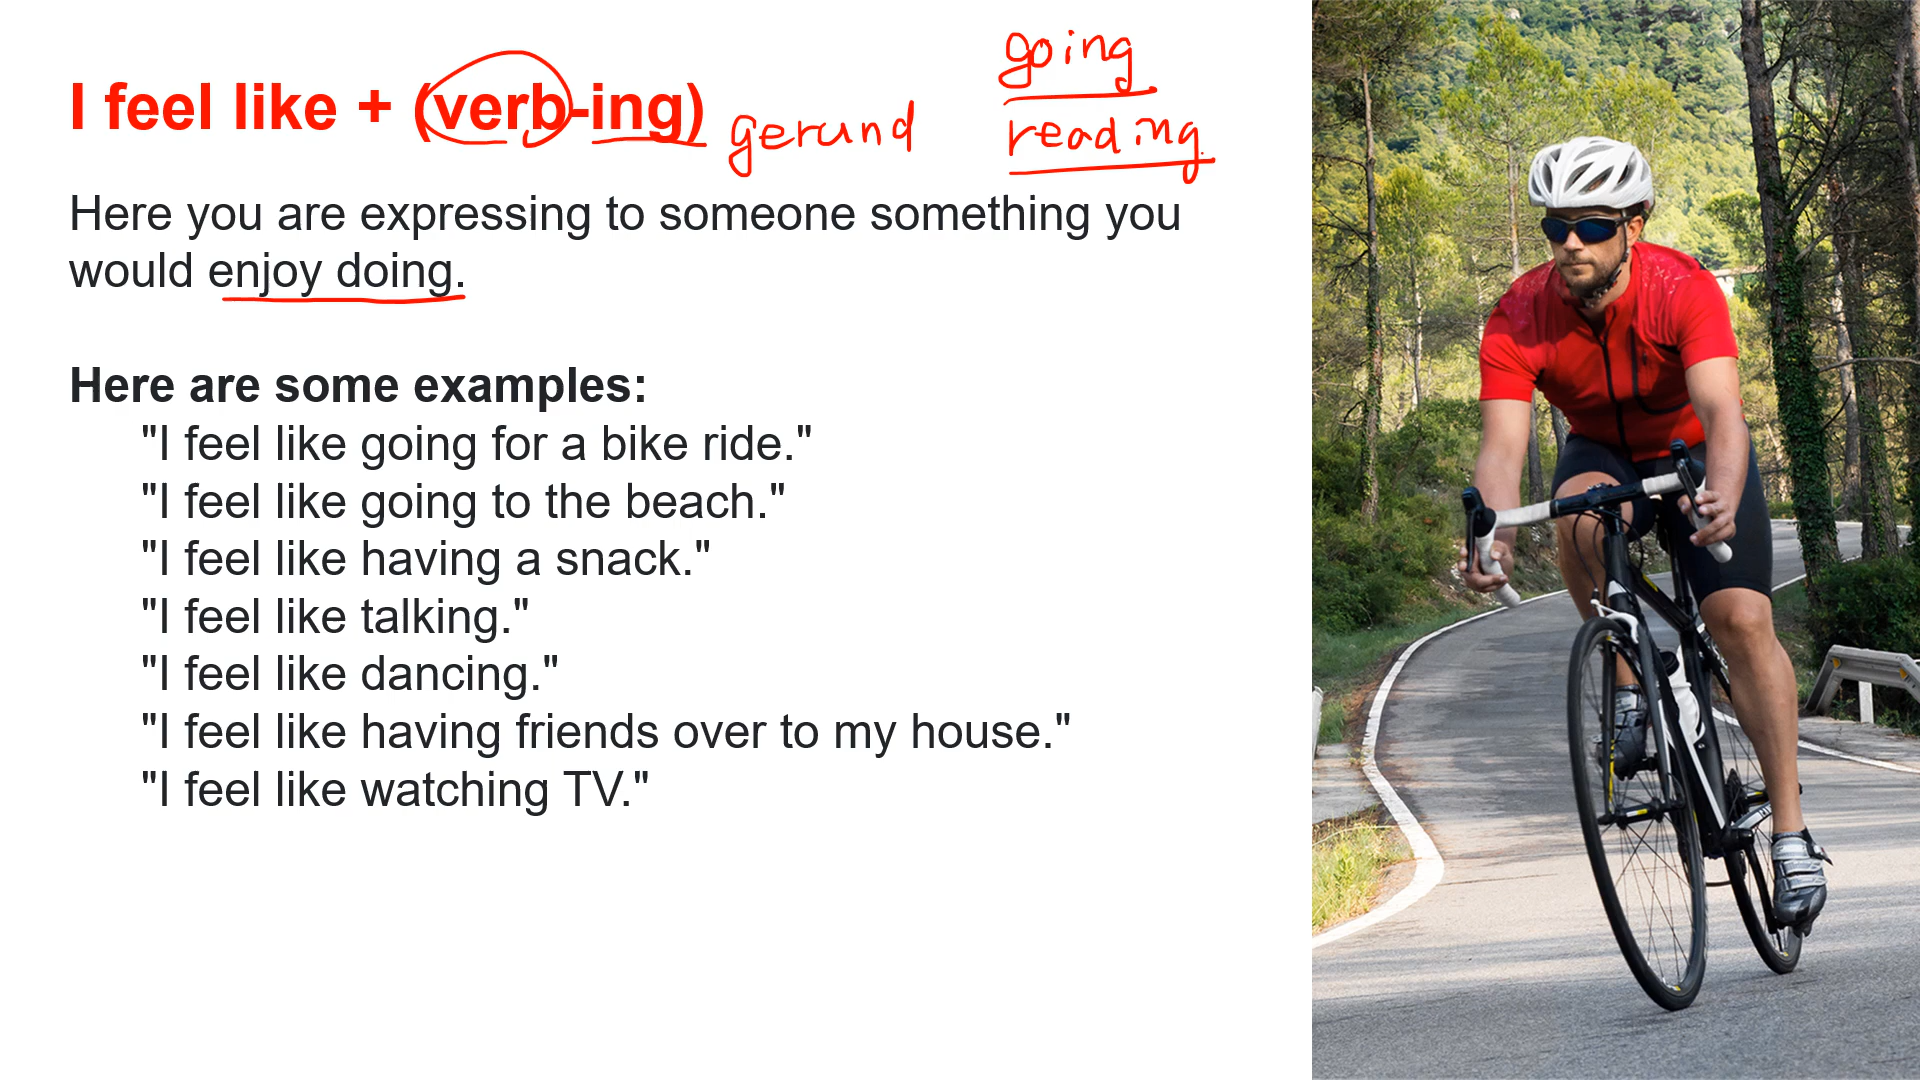 I feel like + (verb-ing) gerund
going
reading
Here you are expressing to someone something you
would enjoy doing.
Here are some examples:
"I feel like going for a bike ride."
"I feel like going to the beach."
"I feel like having a snack."
"I feel like talking."
"I feel like dancing."
"I feel like having friends over to my house."
"I feel like watching TV."